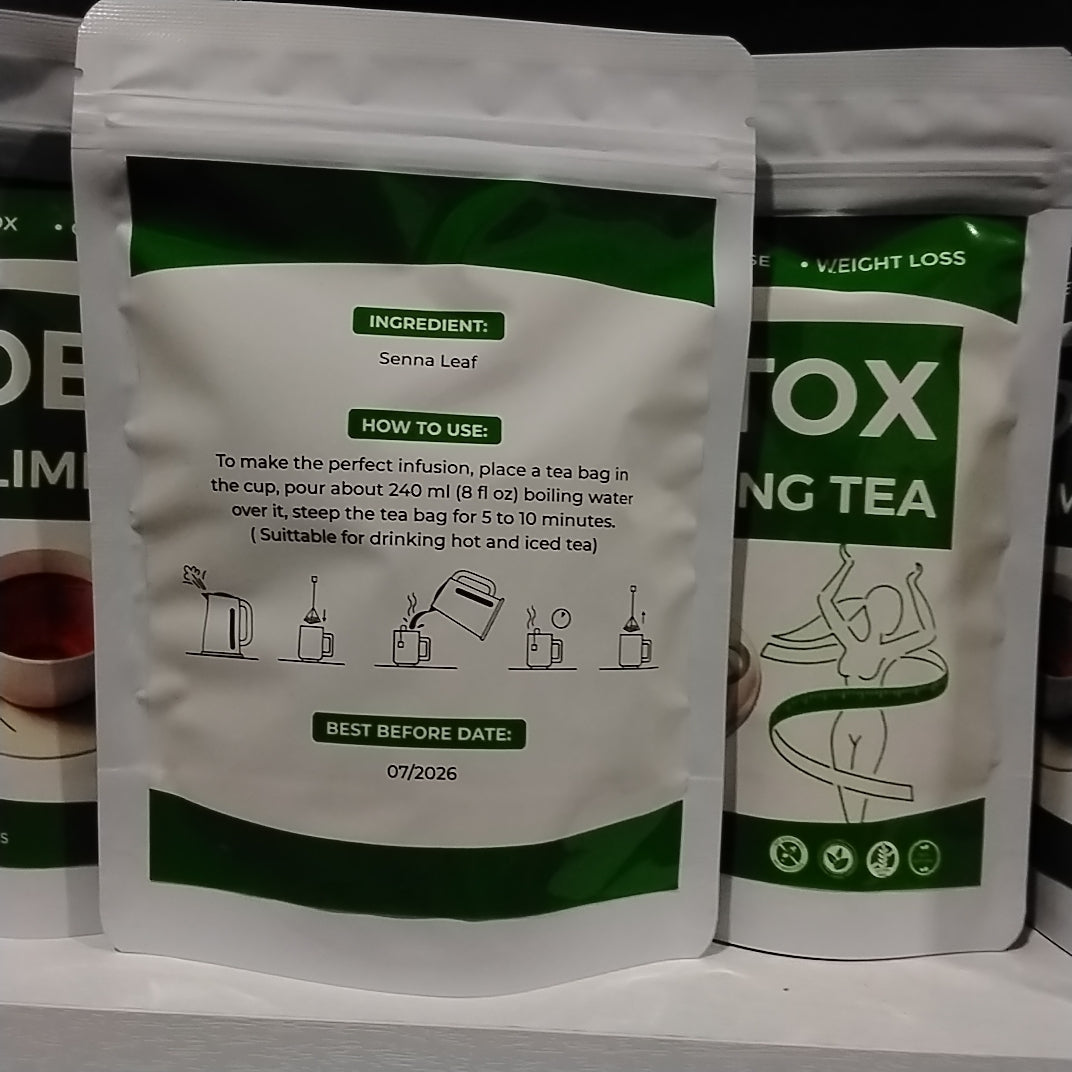 INGREDIENT:
Senna Leaf
HOW TO USE:
To make the perfect infusion, place a tea bag in
the cup, pour about 240 ml (8 fl oz) boiling water
over it, steep the tea bag for 5 to 10 minutes.
( Suittable for drinking hot and iced tea)
BEST BEFORE DATE:
07/2026
• WEIGHT LOSS
TOX
NG TEA